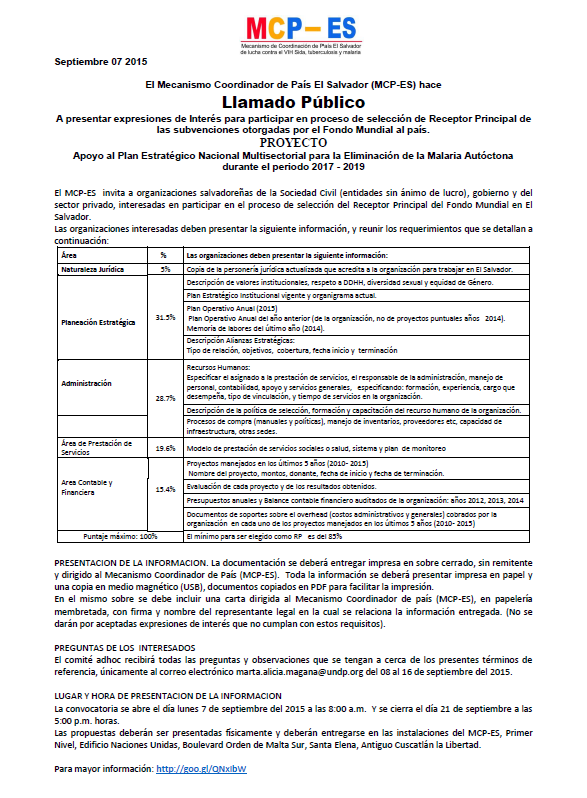 MCP-ES
Mecanismo de Coordinación de País El Salvador
de lucha contra el VIH Sida, tuberculosis y malaria
Septiembre 07 2015
El Mecanismo Coordinador de País El Salvador (MCP-ES) hace
Llamado Público
A presentar expresiones de Interés para participar en proceso de selección de Receptor Principal de
las subvenciones otorgadas por el Fondo Mundial al país.
PROYECTO
Apoyo al Plan Estratégico Nacional Multisectorial para la Eliminación de la Malaria Autóctona
durante el periodo 2017 - 2019
El MCP-ES invita a organizaciones salvadoreñas de la Sociedad Civil (entidades sin ánimo de lucro), gobierno y del
sector privado, interesadas en participar en el proceso de selección del Receptor Principal del Fondo Mundial en El
Salvador.
Las organizaciones interesadas deben presentar la siguiente información, y reunir los requerimientos que se detallan a
continuación:
Área % Las organizaciones deben presentar la siguiente información:
Naturaleza Jurídica 5% Copia de la personería jurídica actualizada que acredita a la organización para trabajar en El Salvador.
Planeación Estratégica 31.5% Descripción de valores institucionales, respeto a DDHH, diversidad sexual y equidad de Género.
Plan Estratégico Institucional vigente y organigrama actual.
Plan Operativo Anual (2015)
Plan Operativo Anual del año anterior (de la organización, no de proyectos puntuales años 2014).
Memoria de labores del último año (2014).
Descripción Alianzas Estratégicas:
Tipo de relación, objetivos, cobertura, fecha inicio y terminación
Administración 28.7% Recursos Humanos:
Especificar el asignado a la prestación de servicios, el responsable de la administración, manejo de
personal, contabilidad, apoyo y servicios generales, especificando: formación, experiencia, cargo que
desempeña, tipo de vinculación, y tiempo de servicios en la organización.
Descripción de la política de selección, formación y capacitación del recurso humano de la organización.
Procesos de compra (manuales y políticas), manejo de inventarios, proveedores etc, capacidad de
infraestructura, otras sedes.
Área de Prestación de
Servicios 19.6% Modelo de prestación de servicios sociales o salud, sistema y plan de monitoreo
Area Contable y
Financiera 15.4% Proyectos manejados en los últimos 5 años (2010- 2015)
Nombre del proyecto, montos, donante, fecha de inicio y fecha de terminación.
Evaluación de cada proyecto y de los resultados obtenidos.
Presupuestos anuales y Balance contable financiero auditados de la organización: años 2012, 2013, 2014
Documentos de soportes sobre el overhead (costos administrativos y generales) cobrados por la
organización en cada uno de los proyectos manejados en los últimos 5 años (2010- 2015)
Puntaje máximo: 100% El mínimo para ser elegido como RP es del 85%
PRESENTACION DE LA INFORMACION. La documentación se deberá entregar impresa en sobre cerrado, sin remitente
y dirigido al Mecanismo Coordinador de País (MCP-ES). Toda la información se deberá presentar impresa en papel y
una copia en medio magnético (USB), documentos copiados en PDF para facilitar la impresión.
En el mismo sobre se debe incluir una carta dirigida al Mecanismo Coordinador de país (MCP-ES), en papelería
membretada, con firma y nombre del representante legal en la cual se relaciona la información entregada. (No se
darán por aceptadas expresiones de interés que no cumplan con estos requisitos).
PREGUNTAS DE LOS INTERESADOS
El comité adhoc recibirá todas las preguntas y observaciones que se tengan a cerca de los presentes términos de
referencia, únicamente al correo electrónico marta.alicia.magana@undp.org del 08 al 16 de septiembre del 2015.
LUGAR Y HORA DE PRESENTACION DE LA INFORMACION
La convocatoria se abre el día lunes 7 de septiembre del 2015 a las 8:00 a.m. Y se cierra el día 21 de septiembre a las
5:00 p.m. horas.
Las propuestas deberán ser presentadas físicamente y deberán entregarse en las instalaciones del MCP-ES, Primer
Nivel, Edificio Naciones Unidas, Boulevard Orden de Malta Sur, Santa Elena, Antiguo Cuscatlán la Libertad.
Para mayor información: http://goo.gl/QNxIbW